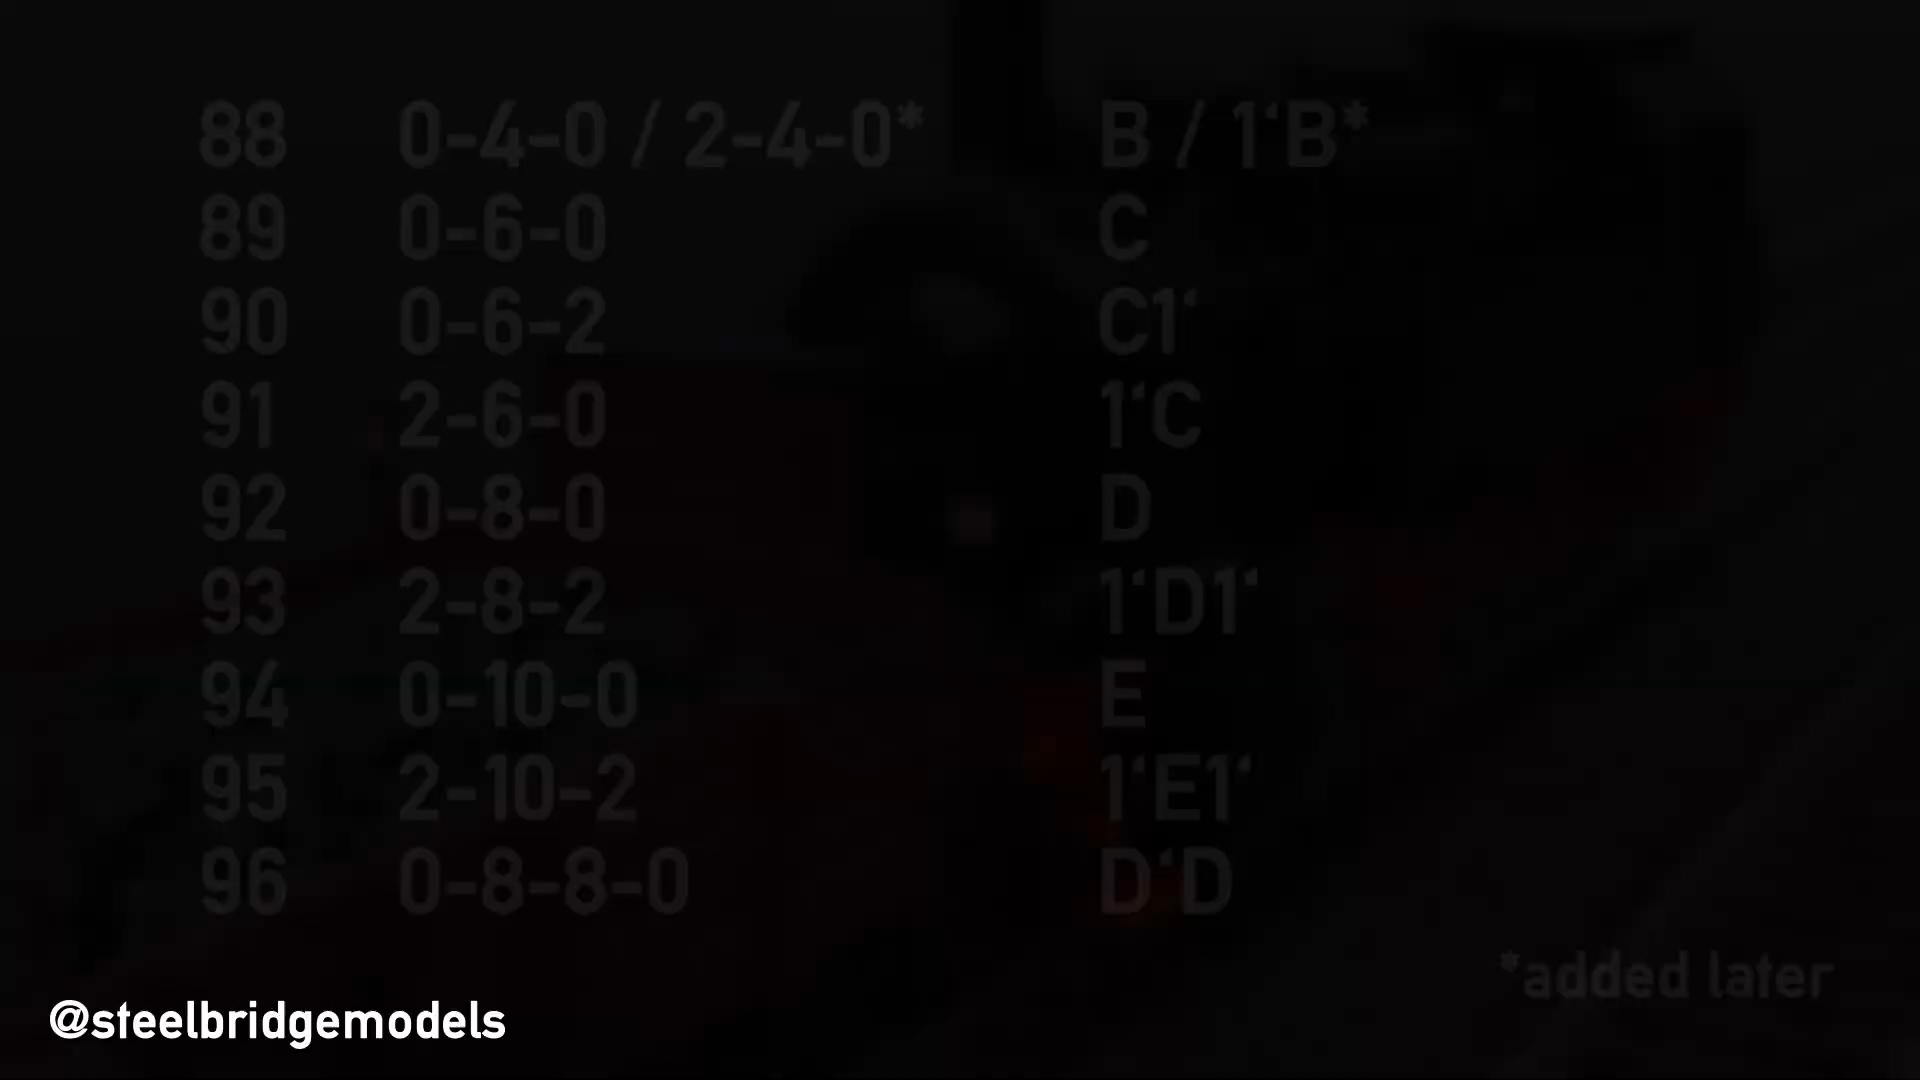 88 0-4-0 / 2-4-0* B / 1‘B*
89 0-6-0 C
90 0-6-2 C1‘
91 2-6-0 1‘C
92 0-8-0 D
93 2-8-2 1‘D1‘
94 0-10-0 E
95 2-10-2 1‘E1‘
96 0-8-8-0 D‘D
*added later
@steelbridgemodels